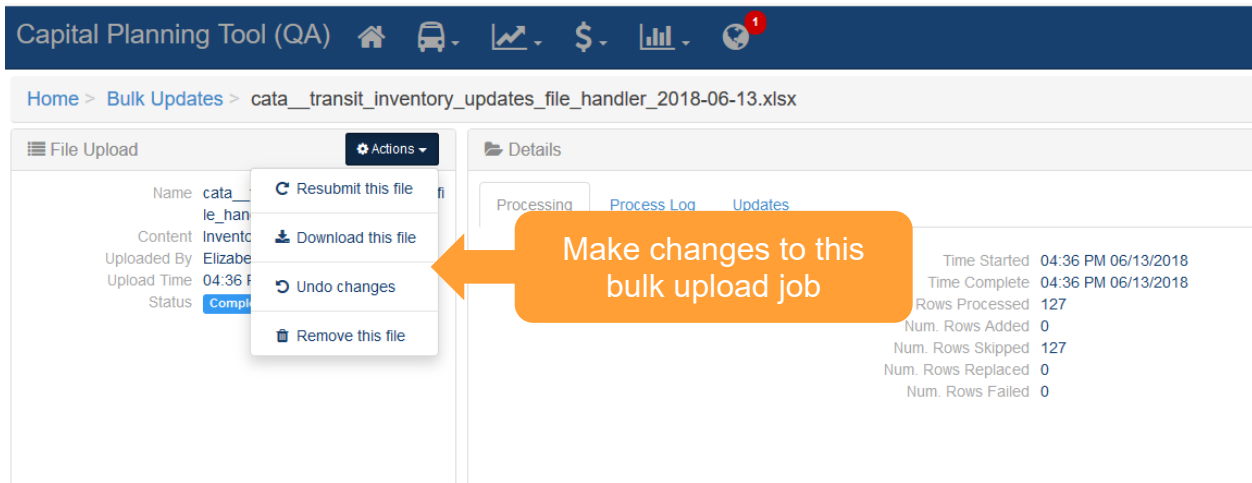 Capital Planning Tool (QA)
1
Home > Bulk Updates > cata__transit_inventory_updates_file_handler_2018-06-13.xlsx
File Upload
Actions
Name cata__
le_han
Content Invento
Uploaded By Elizabe
Upload Time 04:36 P
Status Comple
fi
Resubmit this file
Download this file
Undo changes
Remove this file
Details
Processing Process Log Updates
Make changes to this
bulk upload job
Time Started 04:36 PM 06/13/2018
Time Complete 04:36 PM 06/13/2018
Rows Processed 127
Num. Rows Added 0
Num. Rows Skipped 127
Num. Rows Replaced 0
Num. Rows Failed 0